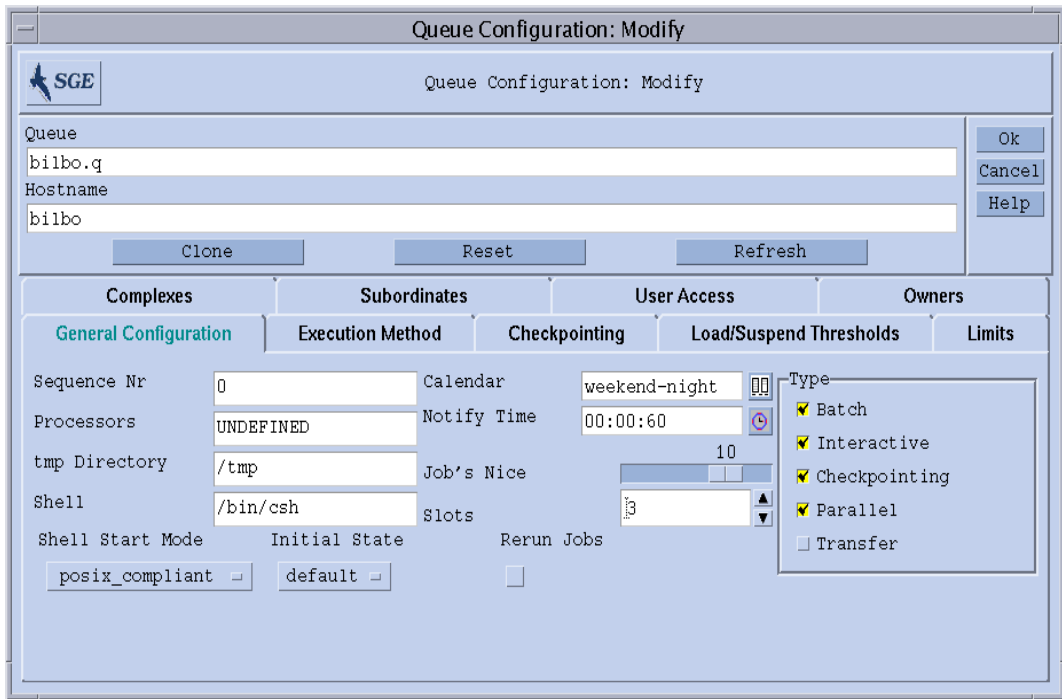 Queue Configuration: Modify
SGE
Queue Configuration: Modify
Queue
bilbo.q
Hostname
bilbo
Ok
Cancel
Help
Clone Reset Refresh
Complexes Subordinates User Access Owners
General Configuration Execution Method Checkpointing Load/Suspend Thresholds Limits
Sequence Nr 0
Processors UNDEFINED
tmp Directory /tmp
Shell /bin/csh
Shell Start Mode
posix_compliant
Initial State
default
Calendar weekend-night
Notify Time 00:00:60
Job's Nice 10
Slots 3
Rerun Jobs
Type
Batch
Interactive
Checkpointing
Parallel
Transfer